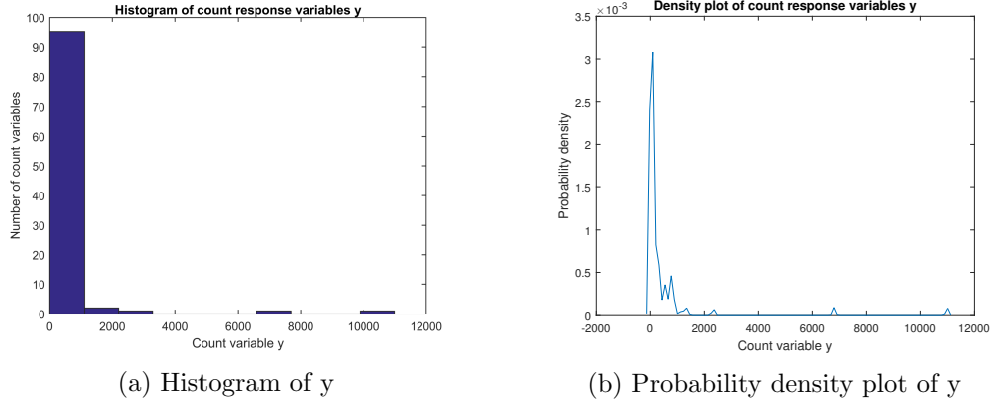 Histogram of count response variables y
100
90
80
70
60
50
40
30
20
10
0
Number of count variables
0 2000 4000 6000 8000 10000 12000
Count variable y
(a) Histogram of y
Density plot of count response variables y
×10-3
3.5
3
2.5
2
1.5
1
0.5
0
Probability density
-2000 0 2000 4000 6000 8000 10000 12000
Count variable y
(b) Probability density plot of y